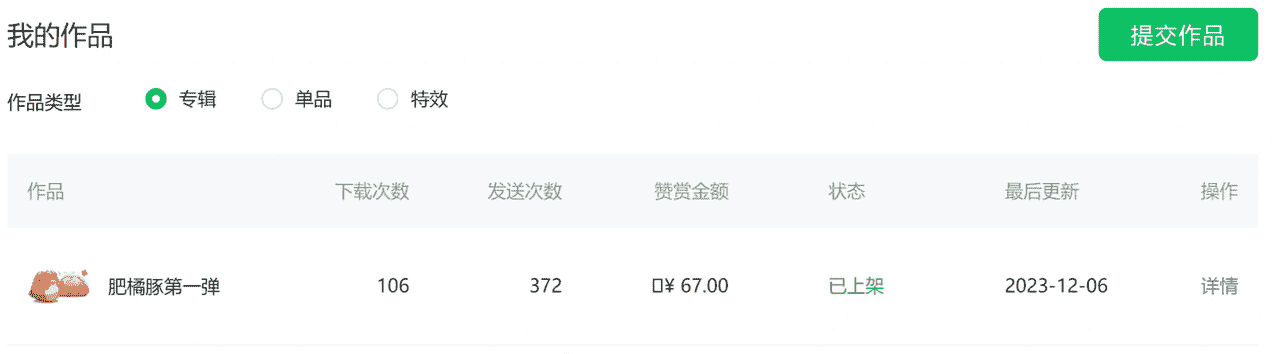 我的作品
提交作品
作品类型 专辑 单品 特效
作品 下载次数 发送次数 赞赏金额 状态 最后更新 操作
肥橘豚第一弹 106 372 ¥ 67.00 已上架 2023-12-06 详情